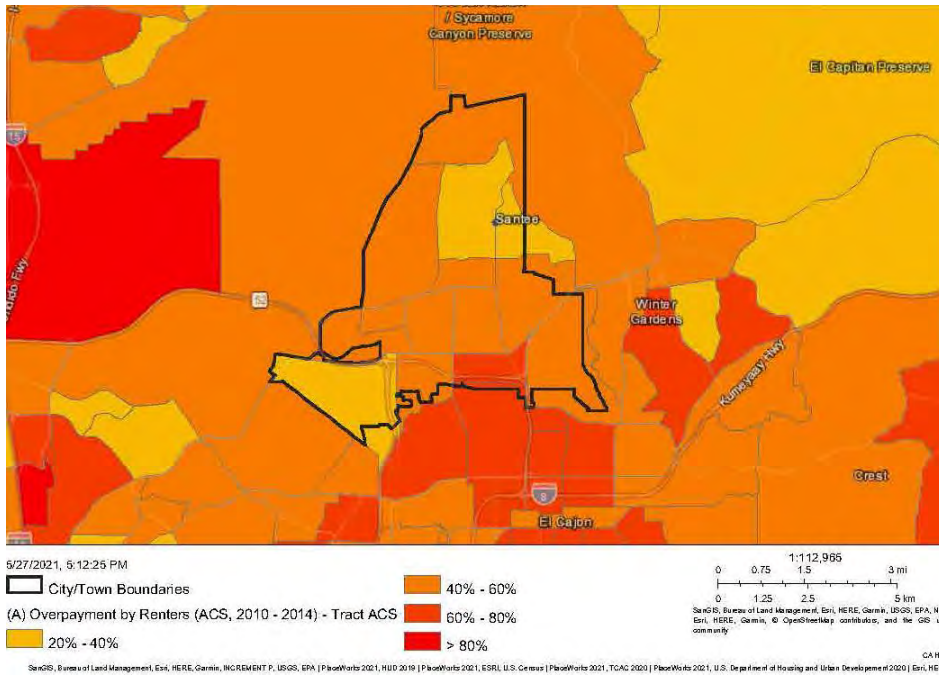 / Sycamore
Canyon Preserve
El Capitan Preserve
15
Santee
52
Winter
Gardens
Kumeyaay Hwy
Crest
8
El Cajon
5/27/2021, 5:12:25 PM
City/Town Boundaries
(A) Overpayment by Renters (ACS, 2010 - 2014) - Tract ACS
20% - 40%
40% - 60%
60% - 80%
> 80%
1:112,965
0 0.75 1.5 3 mi
0 1.25 2.5 5 km
SanGIS, Bureau of Land Management, Esri, HERE, Garmin, USGS, EPA, N
Esri, HERE, Garmin, © OpenStreetMap contributors, and the GIS u
community
CA H
SanGIS, Bureau of Land Management, Esri, HERE, Garmin, INCREMENT P, USGS, EPA | PlaceWorks 2021, HUD 2019 | PlaceWorks 2021, ESRI, U.S. Census | PlaceWorks 2021, TCAC 2020 | PlaceWorks 2021, U.S. Department of Housing and Urban Developement 2020 | Esri, HE